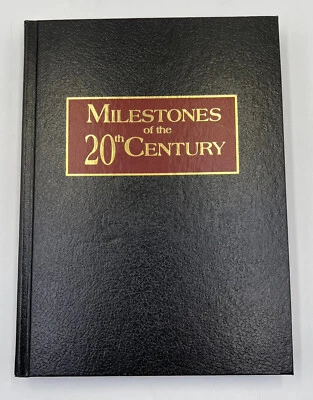 MILESTONES
of the
20th CENTURY